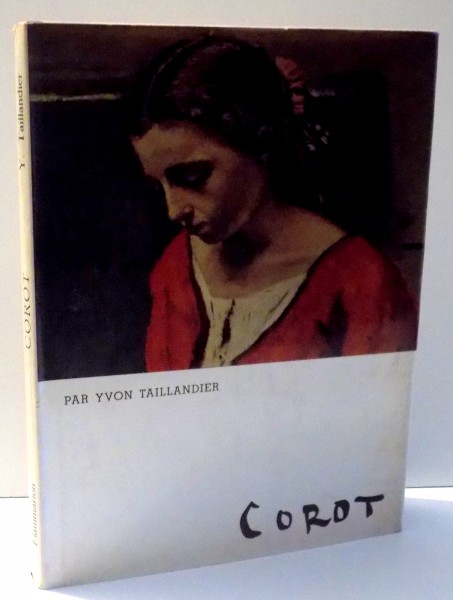 Y. Taillandier
COROT
Flammarion
PAR YVON TAILLANDIER
COROT